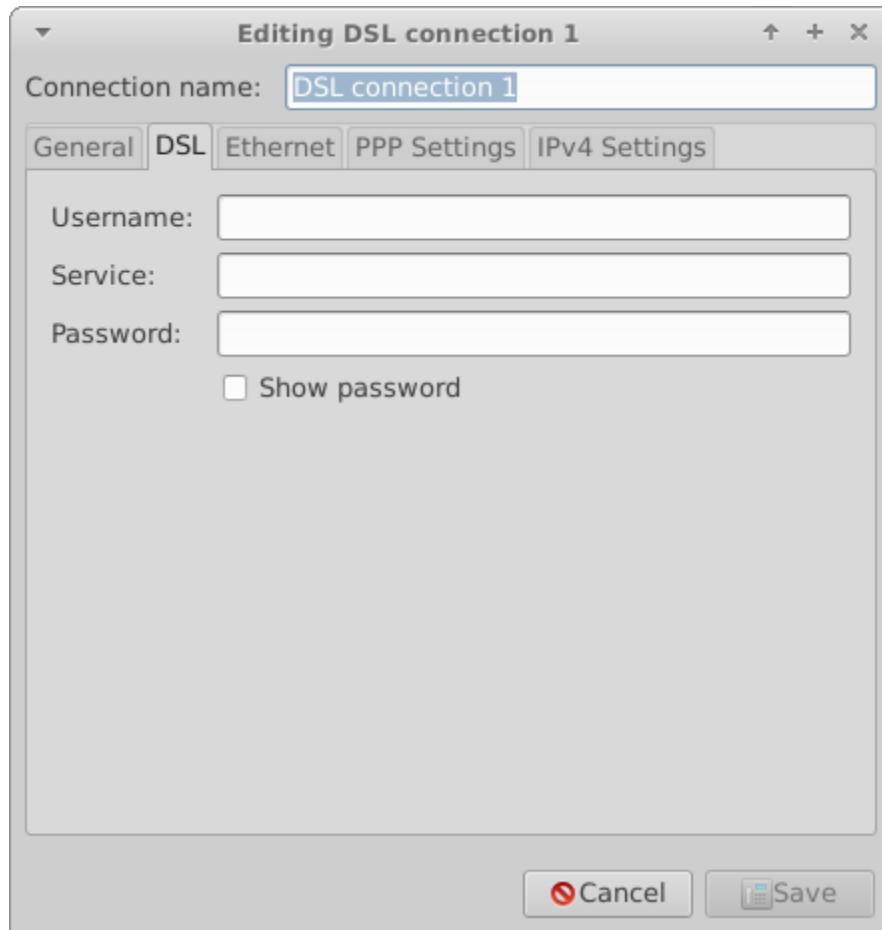 Editing DSL connection 1
Connection name: DSL connection 1
General DSL Ethernet PPP Settings IPv4 Settings
Username:
Service:
Password:
Show password
Cancel Save